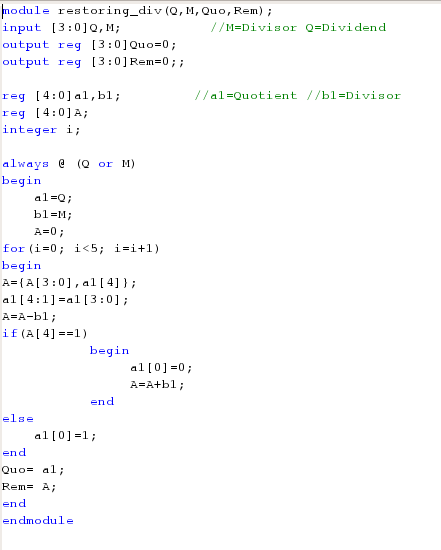 module restoring_div(Q,M,Quo,Rem);
input [3:0]Q,M; //M=Divisor Q=Dividend
output reg [3:0]Quo=0;
output reg [3:0]Rem=0;;
reg [4:0]a1,b1; //a1=Quotient //b1=Divisor
reg [4:0]A;
integer i;
always @ (Q or M)
begin
a1=Q;
b1=M;
A=0;
for(i=0; i<5; i=i+1)
begin
A={A[3:0],a1[4]};
a1[4:1]=a1[3:0];
A=A-b1;
if(A[4]==1)
begin
a1[0]=0;
A=A+b1;
end
else
a1[0]=1;
end
Quo= a1;
Rem= A;
end
endmodule